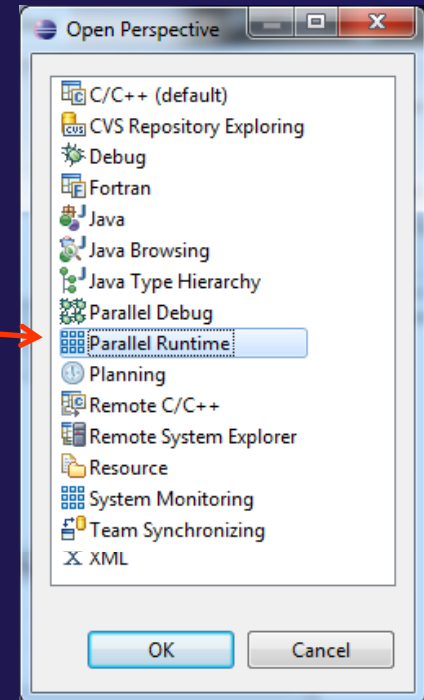 Open Perspective
C/C++ (default)
CVS Repository Exploring
Debug
Fortran
Java
Java Browsing
Java Type Hierarchy
Parallel Debug
Parallel Runtime
Planning
Remote C/C++
Remote System Explorer
Resource
System Monitoring
Team Synchronizing
XML
OK Cancel